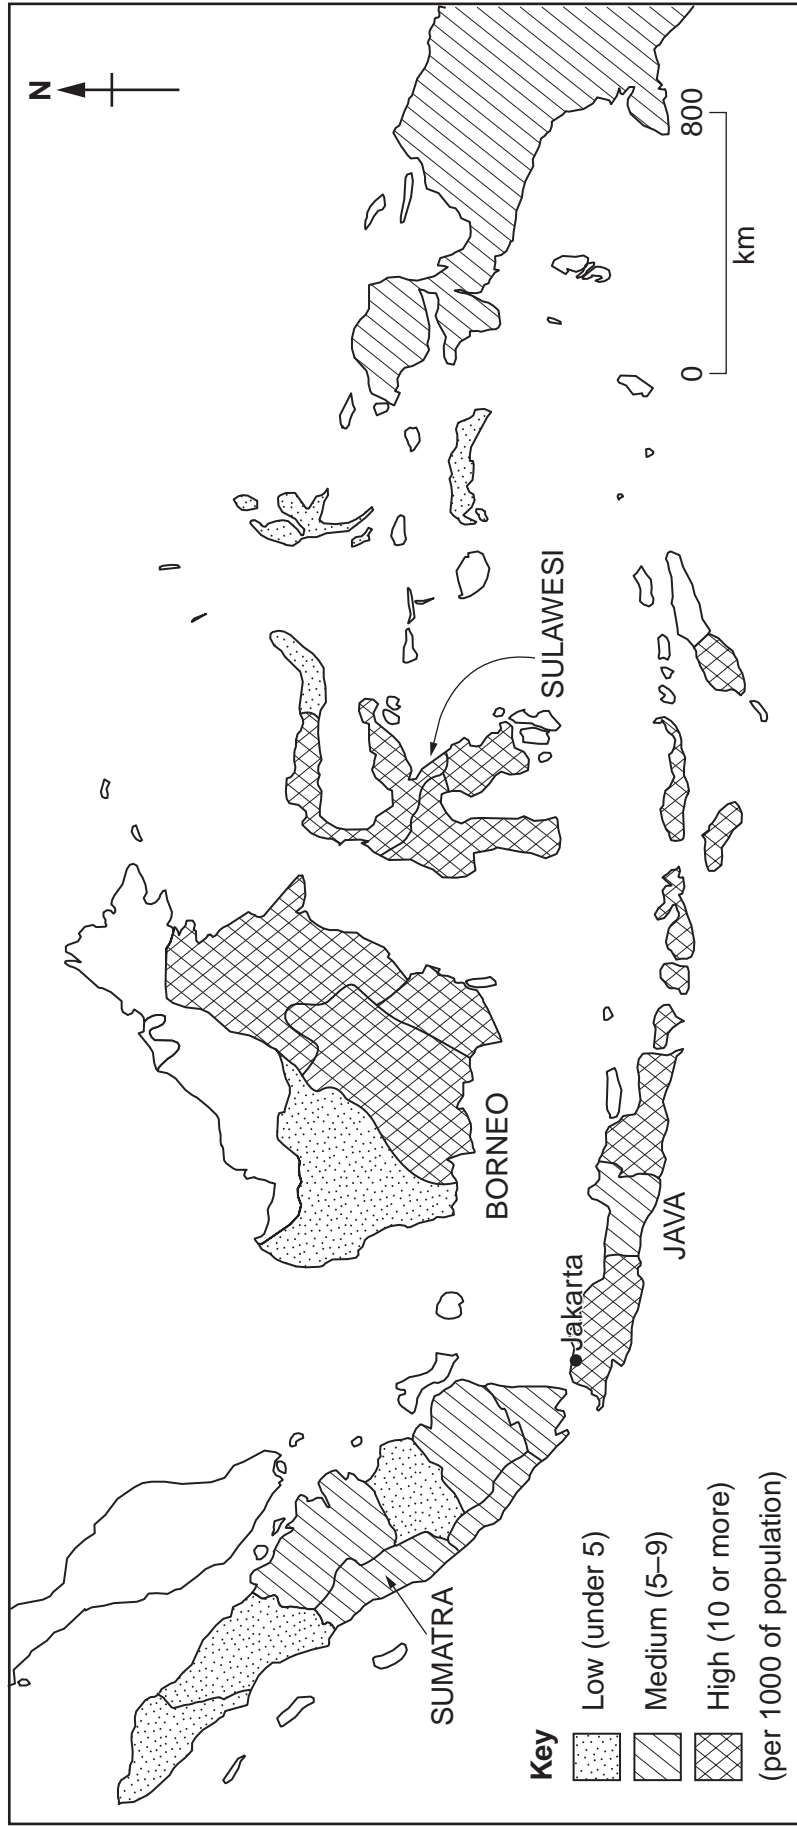 N
SULAWESI
BORNEO
SUMATRA
Jakarta
JAVA
0
800
km
Key
Low (under 5)
Medium (5–9)
High (10 or more)
(per 1000 of population)